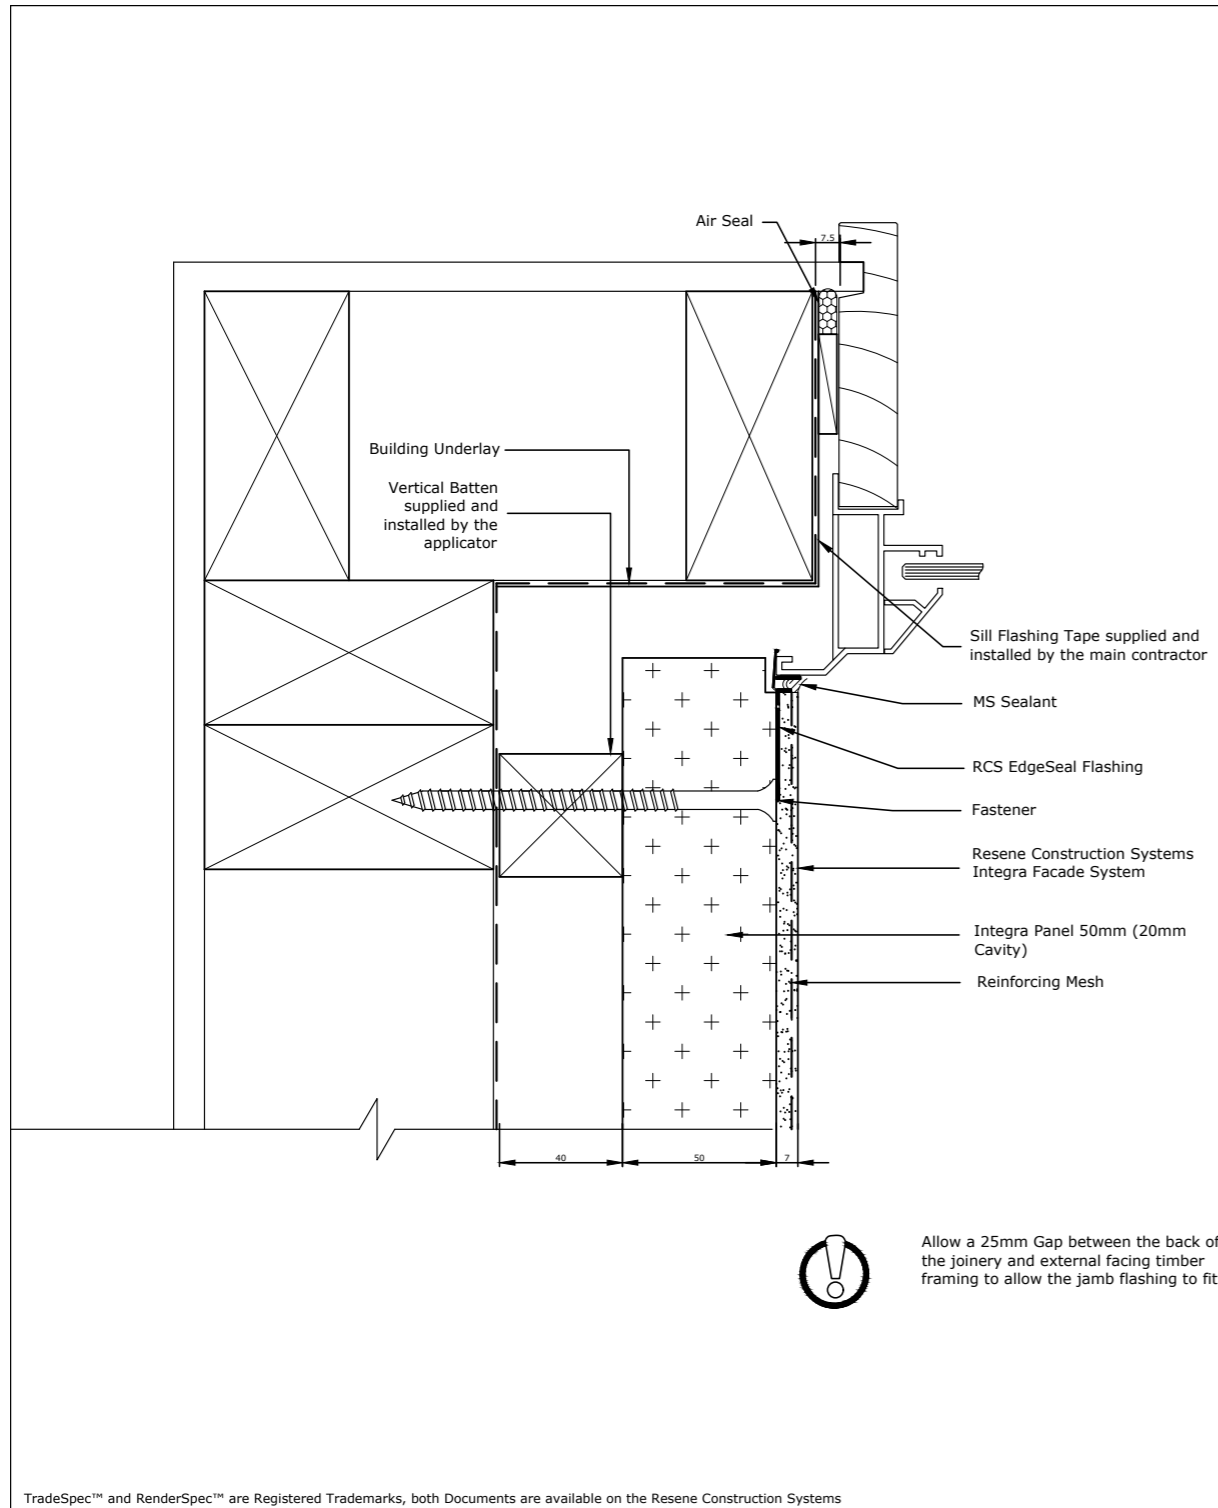 Air Seal
7.5
Building Underlay
Vertical Batten
supplied and
installed by the
applicator
Sill Flashing Tape supplied and
installed by the main contractor
MS Sealant
RCS EdgeSeal Flashing
Fastener
Resene Construction Systems
Integra Facade System
Integra Panel 50mm (20mm
Cavity)
Reinforcing Mesh
40
50
7
Allow a 25mm Gap between the back of
the joinery and external facing timber
framing to allow the jamb flashing to fit
TradeSpec™ and RenderSpec™ are Registered Trademarks, both Documents are available on the Resene Construction Systems